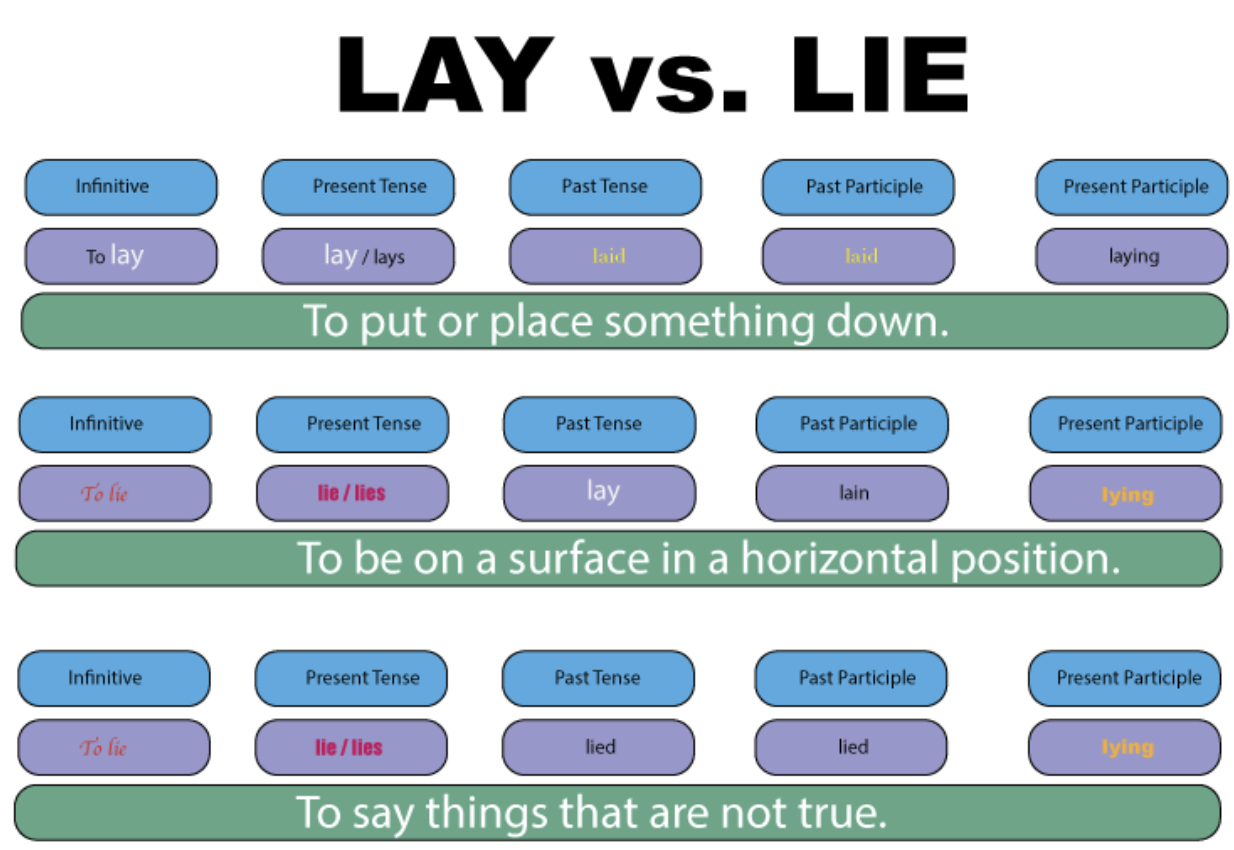 LAY vs. LIE
Infinitive Present Tense Past Tense Past Participle Present Participle
To lay lay / lays laid laid laying
To put or place something down.
Infinitive Present Tense Past Tense Past Participle Present Participle
To lie lie / lies lay lain lying
To be on a surface in a horizontal position.
Infinitive Present Tense Past Tense Past Participle Present Participle
To lie lie / lies lied lied lying
To say things that are not true.